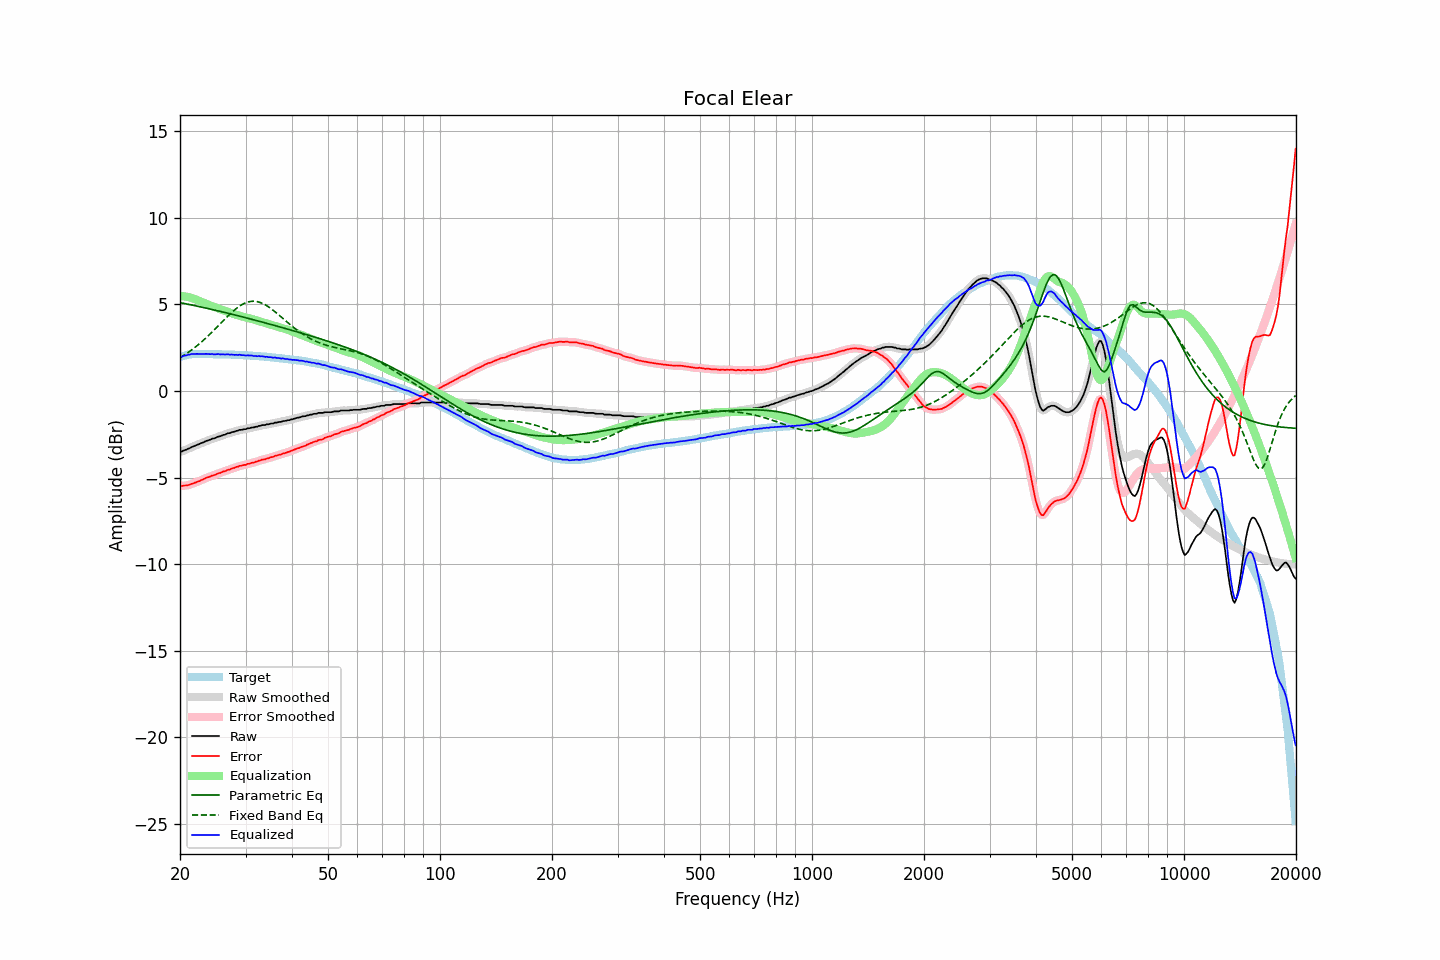 Focal Elear
Amplitude (dBr)
15
10
5
0
−5
−10
−15
−20
−25
Target
Raw Smoothed
Error Smoothed
Raw
Error
Equalization
Parametric Eq
Fixed Band Eq
Equalized
20 50 100 200 500 1000 2000 5000 10000 20000
Frequency (Hz)